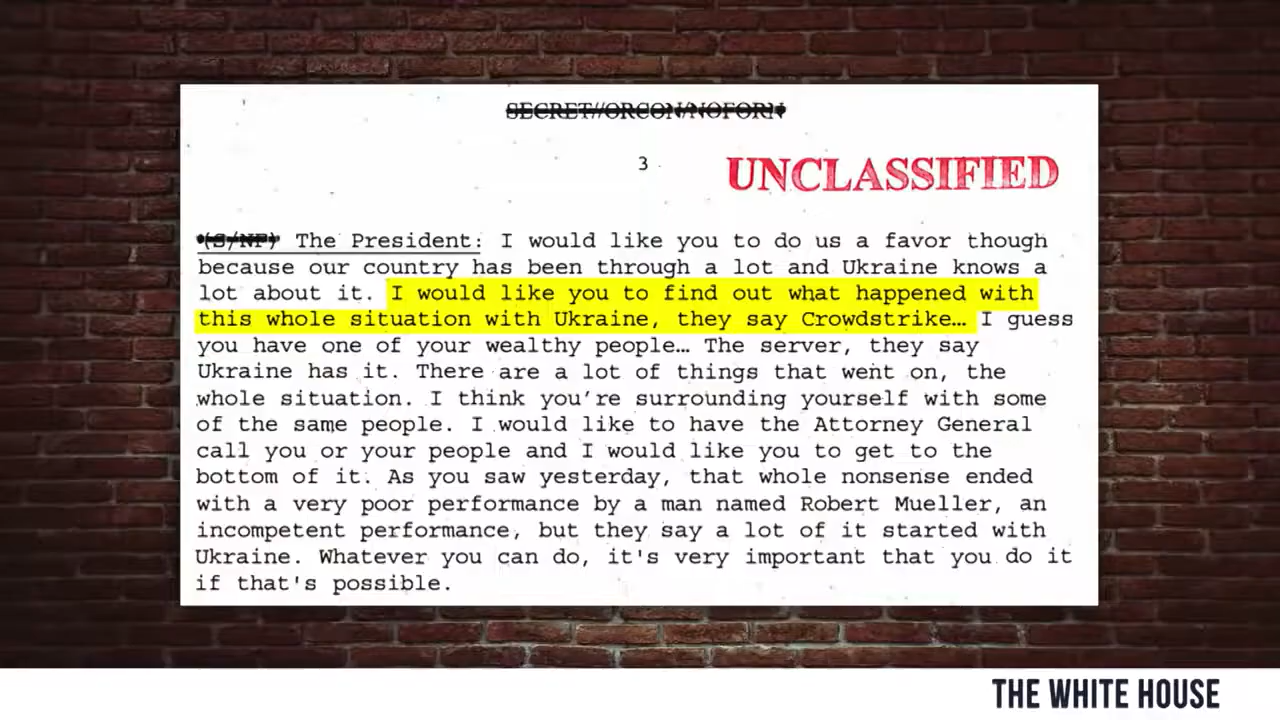 SECRET//ORCON/NOFORN
3
UNCLASSIFIED
(S/NF) The President: I would like you to do us a favor though
because our country has been through a lot and Ukraine knows a
lot about it. I would like you to find out what happened with
this whole situation with Ukraine, they say Crowdstrike… I guess
you have one of your wealthy people… The server, they say
Ukraine has it. There are a lot of things that went on, the
whole situation. I think you’re surrounding yourself with some
of the same people. I would like to have the Attorney General
call you or your people and I would like you to get to the
bottom of it. As you saw yesterday, that whole nonsense ended
with a very poor performance by a man named Robert Mueller, an
incompetent performance, but they say a lot of it started with
Ukraine. Whatever you can do, it's very important that you do it
if that's possible.
THE WHITE HOUSE